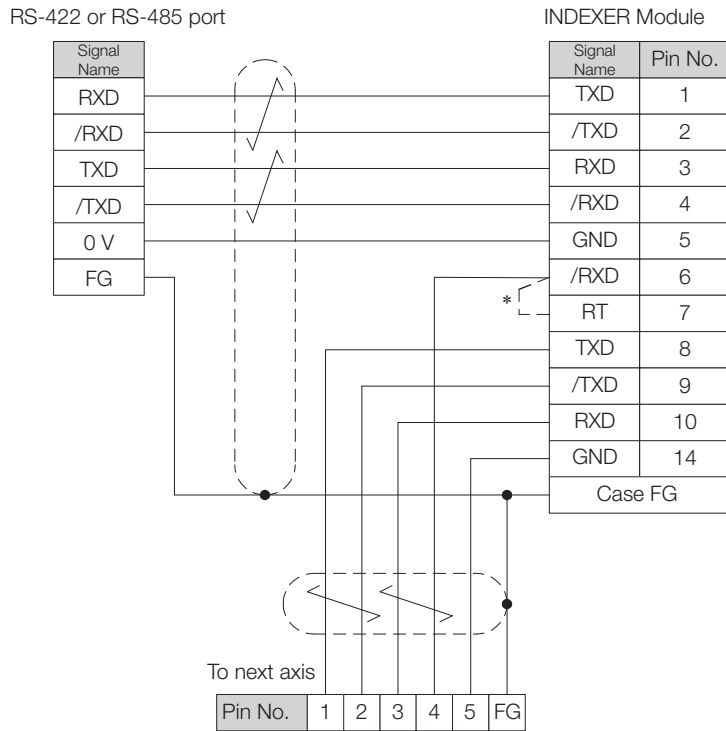 RS-422 or RS-485 port
INDEXER Module
Signal
Name
RXD
/RXD
TXD
/TXD
0 V
FG
Signal
Name
Pin No.
TXD 1
/TXD 2
RXD 3
/RXD 4
GND 5
/RXD 6
RT 7
TXD 8
/TXD 9
RXD 10
GND 14
Case FG
*
To next axis
Pin No. 1 2 3 4 5 FG